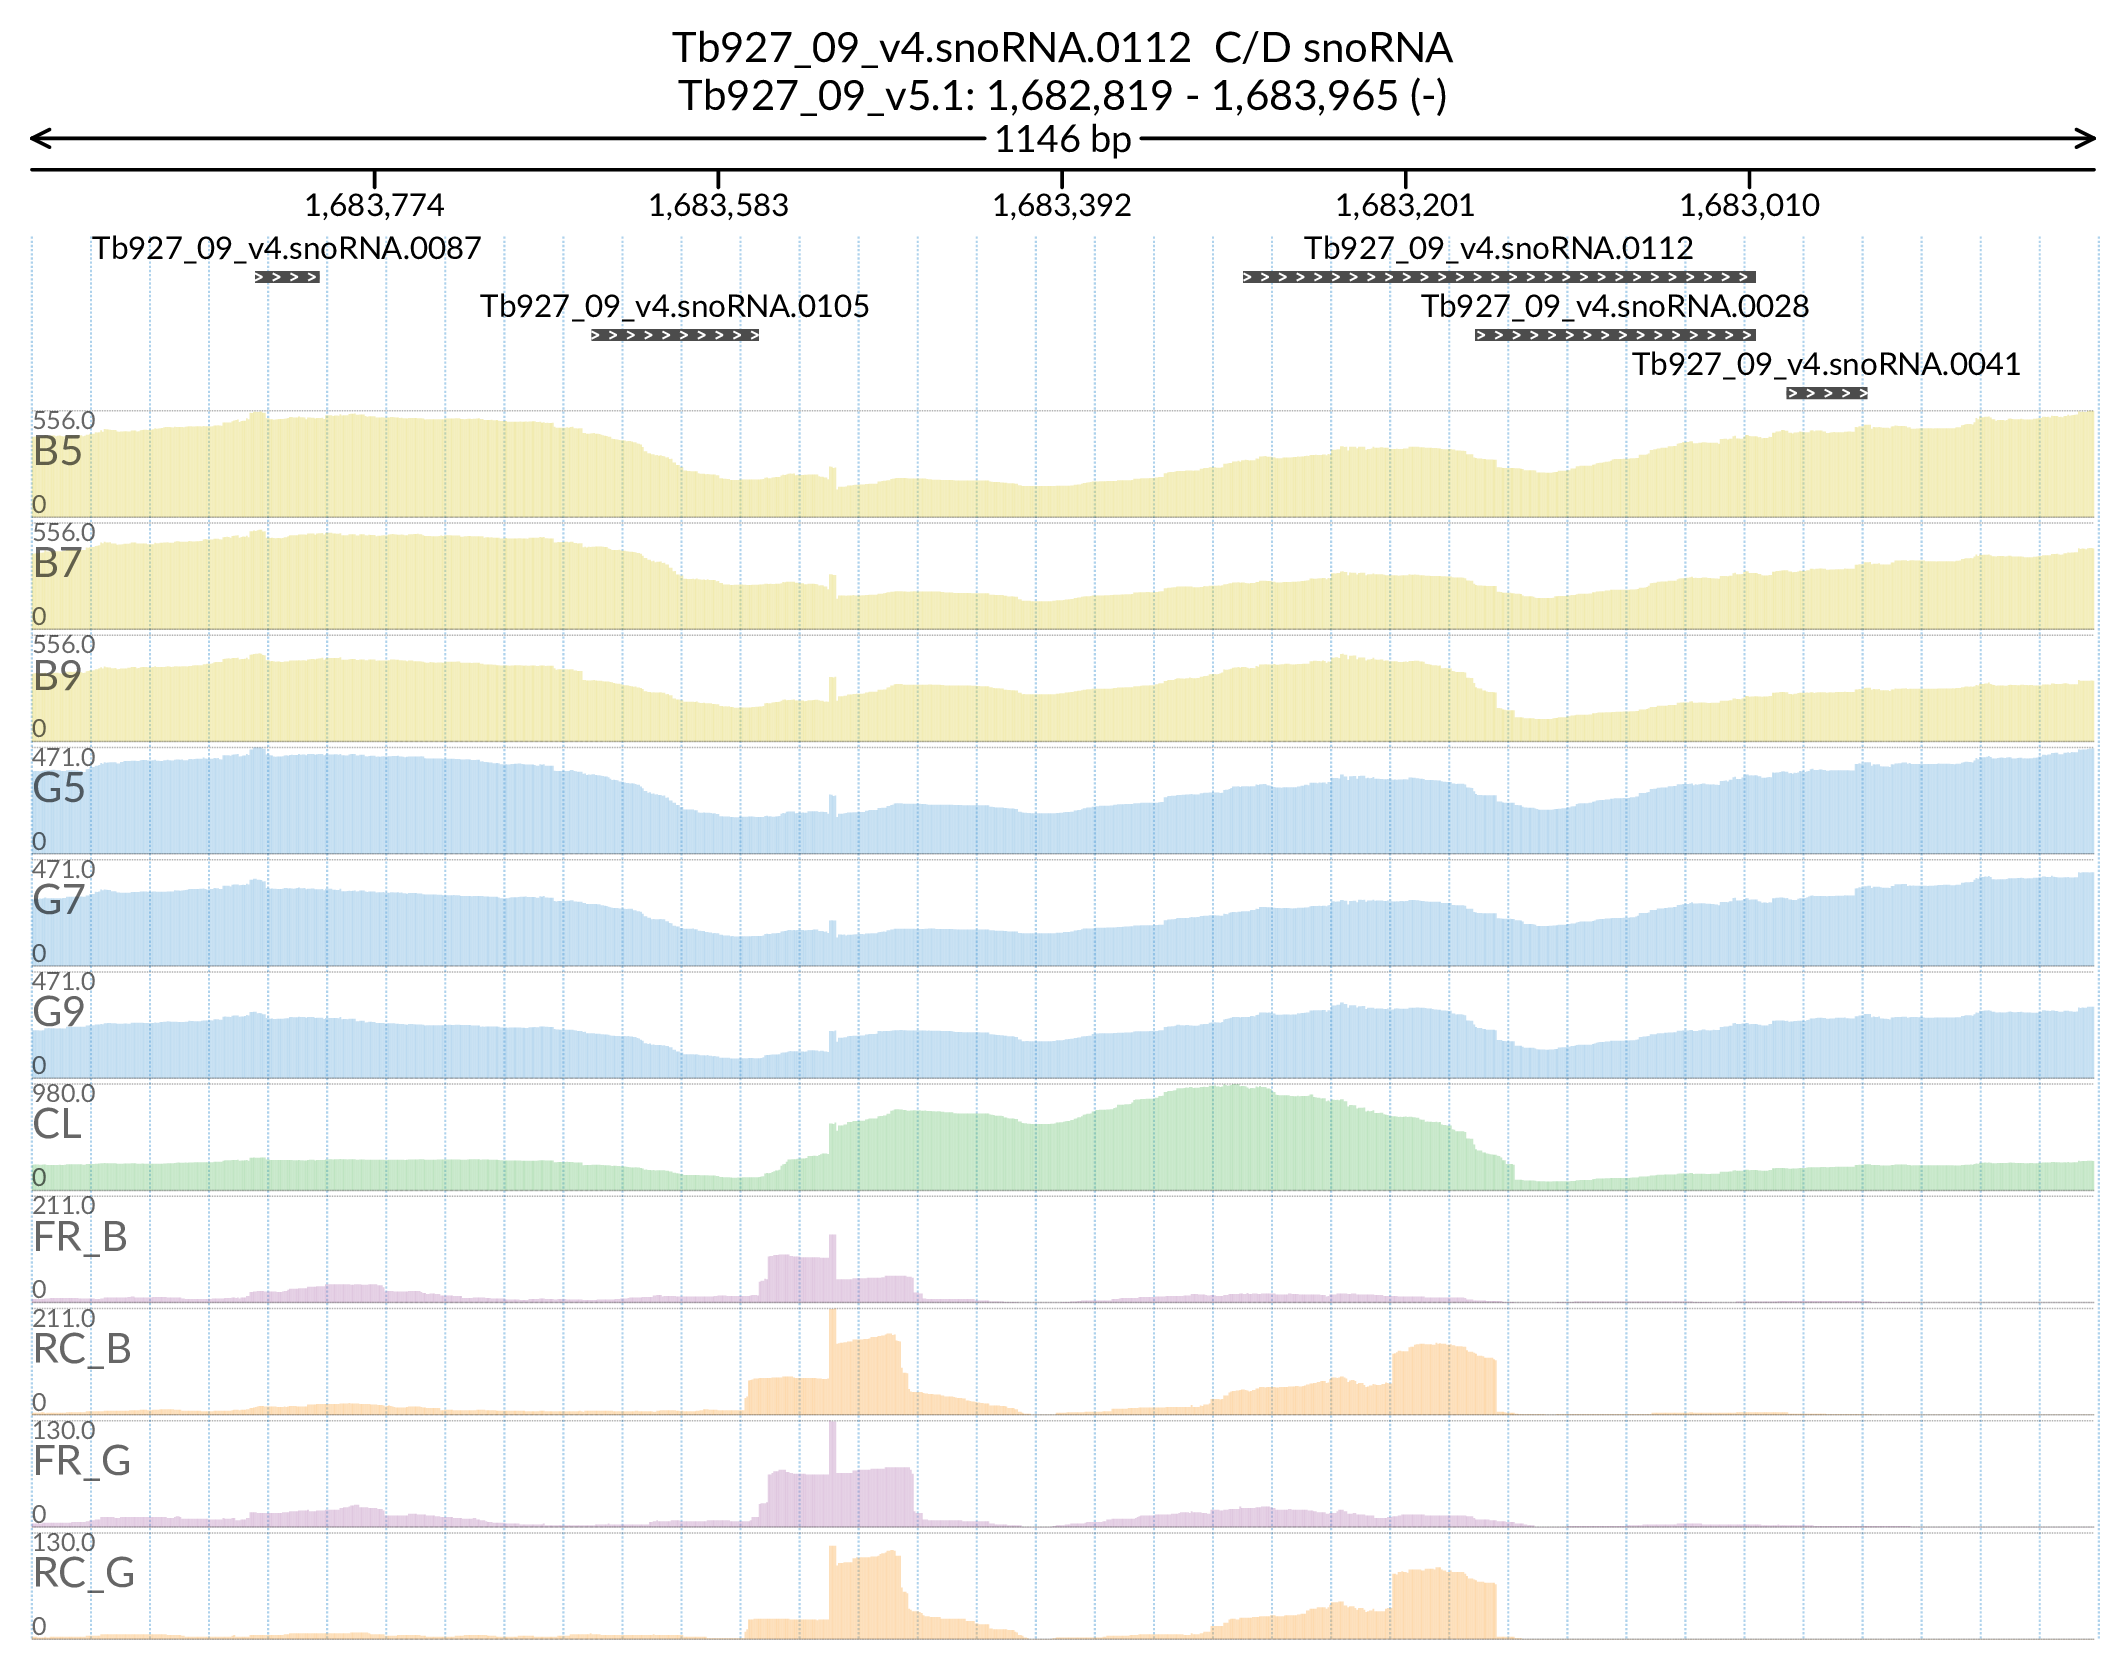 Tb927_09_v4.snoRNA.0112  C/D snoRNA
Tb927_09_v5.1: 1,682,819 - 1,683,965 (-)
1146 bp
1,683,774 1,683,583 1,683,392 1,683,201 1,683,010
Tb927_09_v4.snoRNA.0087 Tb927_09_v4.snoRNA.0112
Tb927_09_v4.snoRNA.0105 Tb927_09_v4.snoRNA.0028
Tb927_09_v4.snoRNA.0041
556.0
B5
0
556.0
B7
0
556.0
B9
0
471.0
G5
0
471.0
G7
0
471.0
G9
0
980.0
CL
0
211.0
FR_B
0
211.0
RC_B
0
130.0
FR_G
0
130.0
RC_G
0